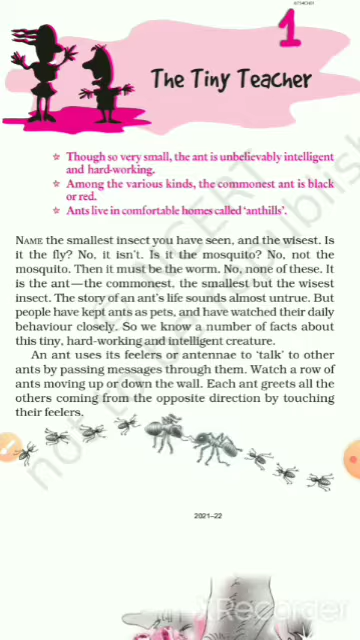 1
The Tiny Teacher
☆ Though so very small, the ant is unbelievably intelligent
and hard-working.
☆ Among the various kinds, the commonest ant is black
or red.
☆ Ants live in comfortable homes called ‘anthills’.
NAME the smallest insect you have seen, and the wisest. Is
it the fly? No, it isn’t. Is it the mosquito? No, not the
mosquito. Then it must be the worm. No, none of these. It
is the ant—the commonest, the smallest but the wisest
insect. The story of an ant’s life sounds almost untrue. But
people have kept ants as pets, and have watched their daily
behaviour closely. So we know a number of facts about
this tiny, hard-working and intelligent creature.
An ant uses its feelers or antennae to ‘talk’ to other
ants by passing messages through them. Watch a row of
ants moving up or down the wall. Each ant greets all the
others coming from the opposite direction by touching
their feelers.
2021–22
XRecorder